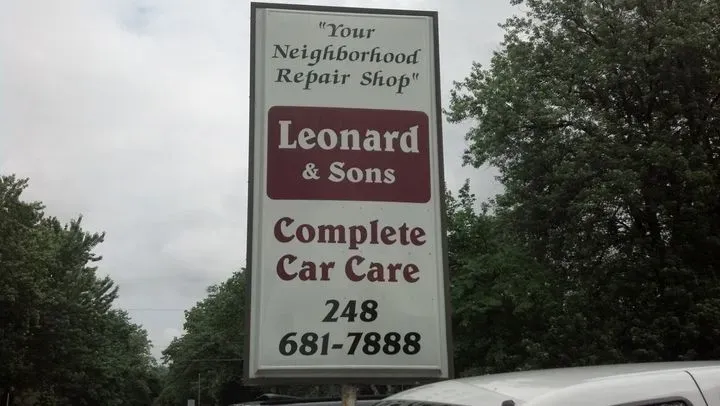 "Your
Neighborhood
Repair Shop"
Leonard
& Sons
Complete
Car Care
248
681-7888